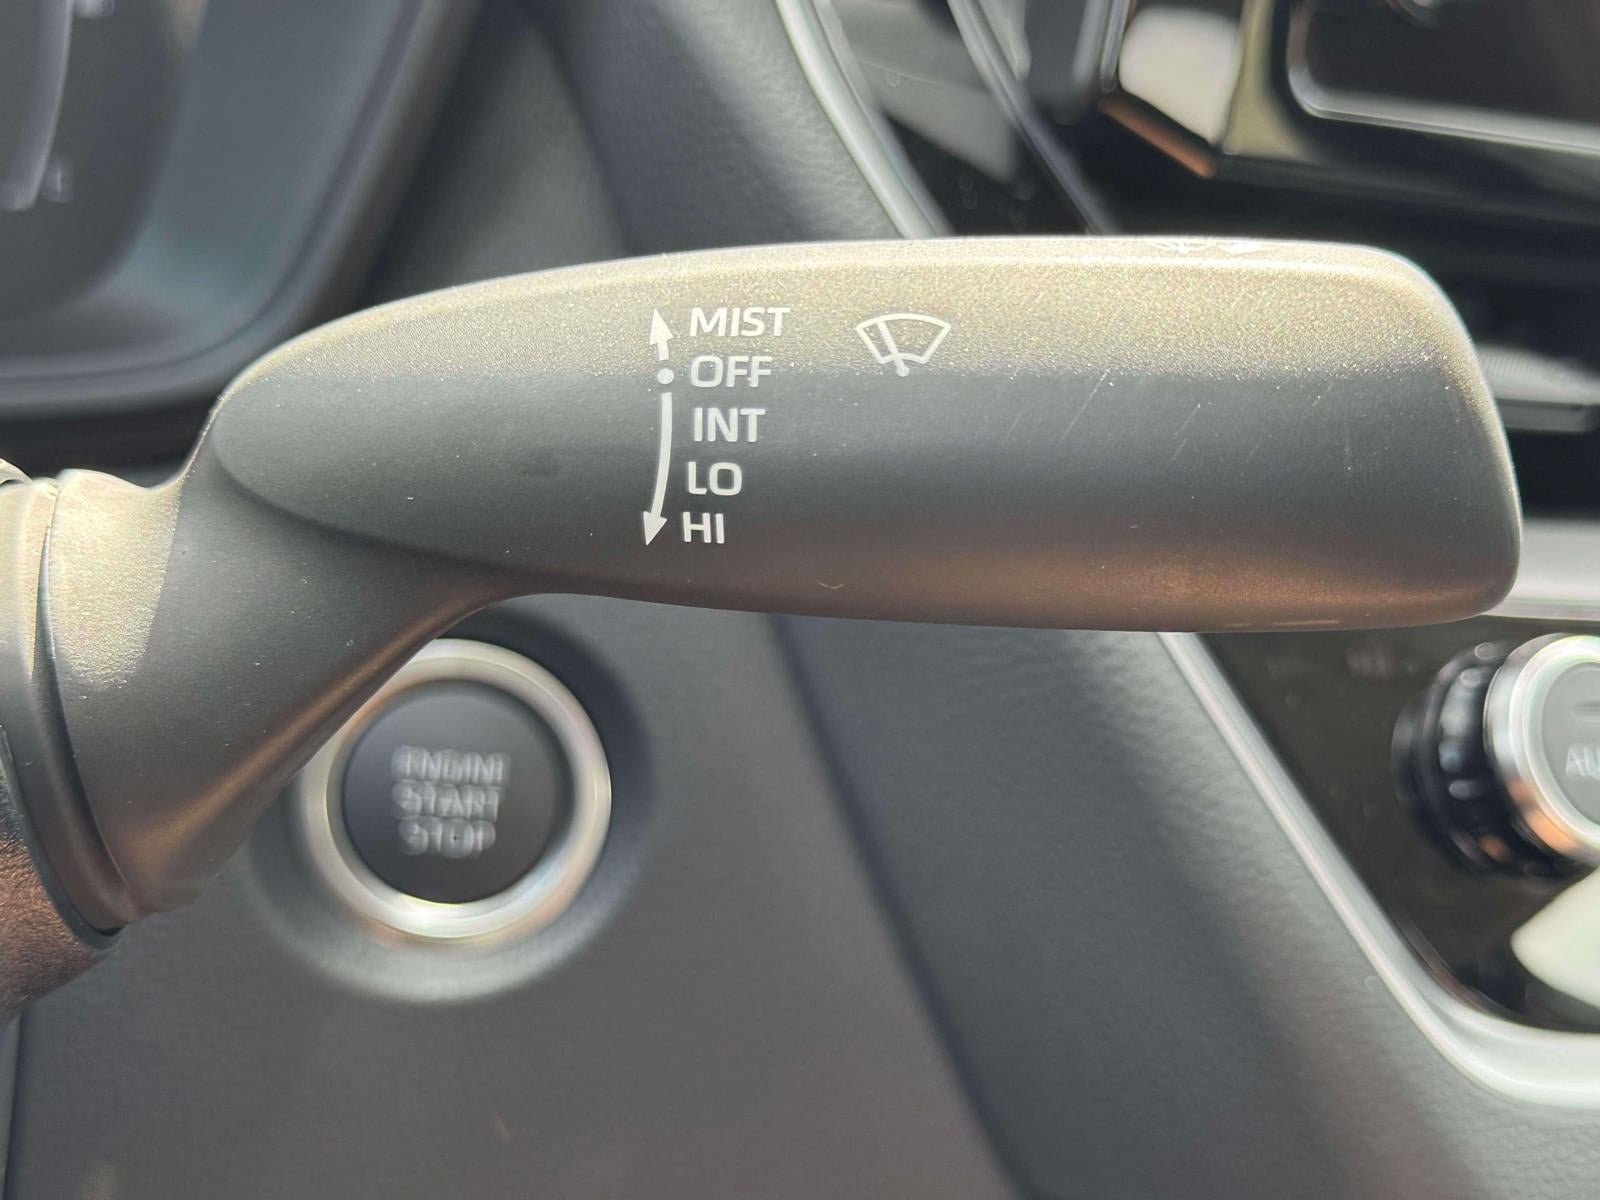 MIST
OFF
INT
LO
HI
ENGINE
START
STOP